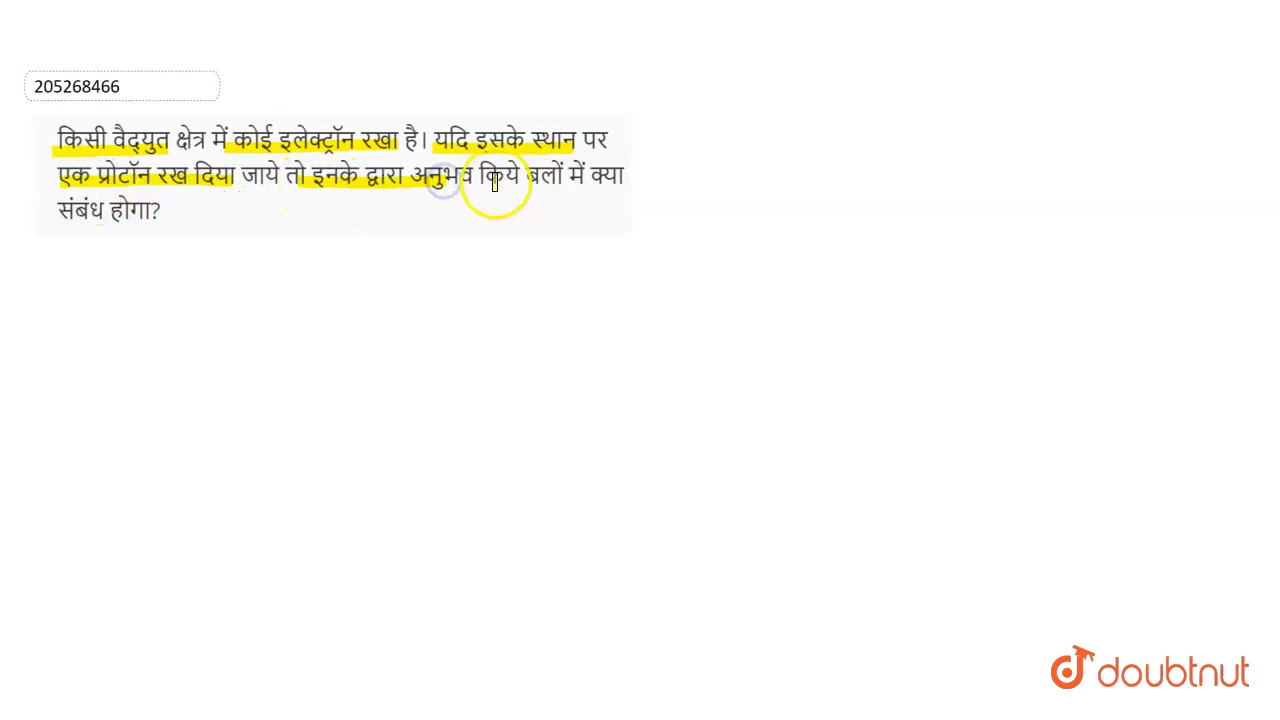 205268466
किसी वैद्युत क्षेत्र में कोई इलेक्ट्रॉन रखा है। यदि इसके स्थान पर
एक प्रोटॉन रख दिया जाये तो इनके द्वारा अनुभव किये बलों में क्या
संबंध होगा?
doubtnut